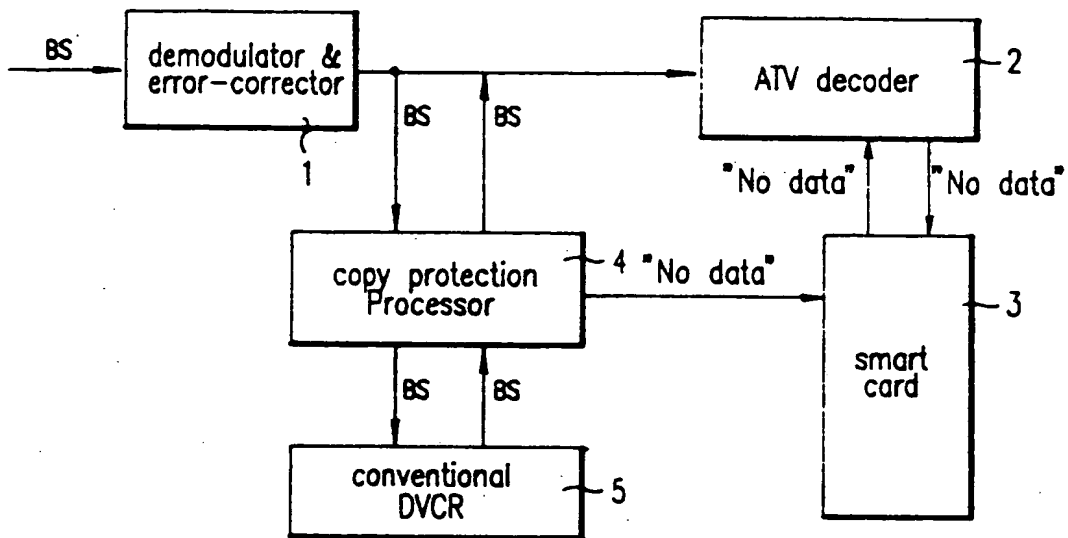 BS
demodulator &
error-corrector
1
BS
BS
ATV decoder
2
"No data"
"No data"
copy protection
Processor
4
"No data"
smart
card
3
BS
BS
conventional
DVCR
5